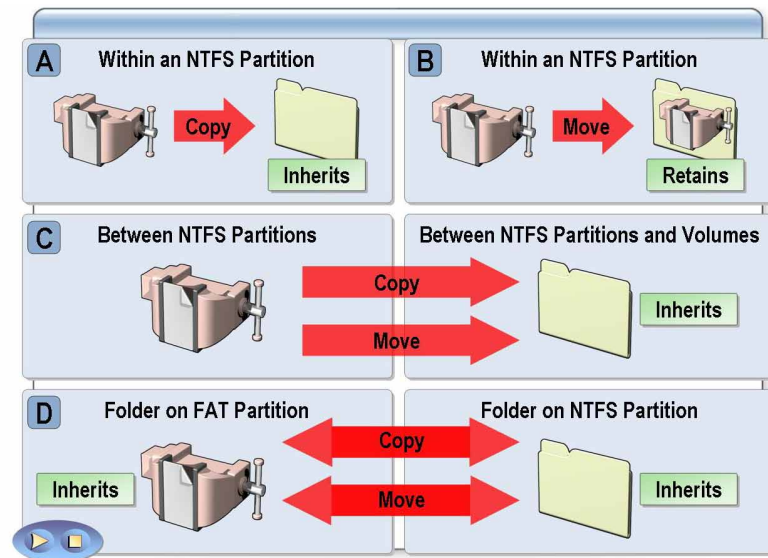 A
Within an NTFS Partition
Copy
Inherits
B
Within an NTFS Partition
Move
Retains
C
Between NTFS Partitions
Between NTFS Partitions and Volumes
Copy
Move
Inherits
D
Folder on FAT Partition
Folder on NTFS Partition
Copy
Inherits
Move
Inherits